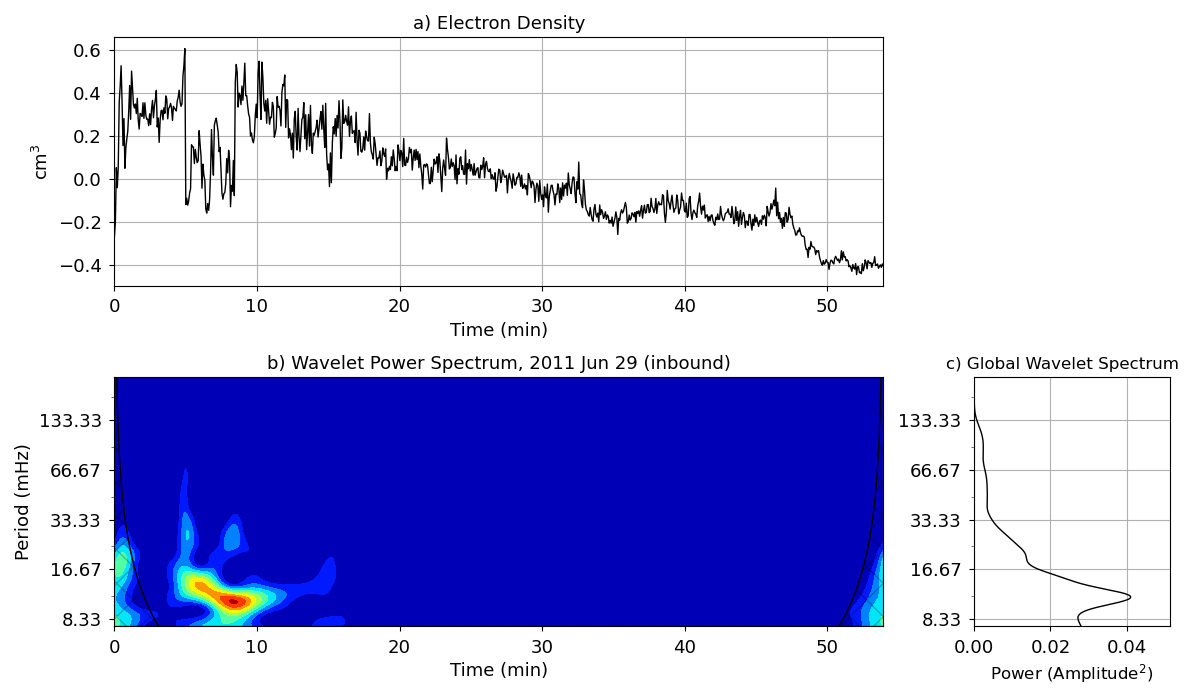 a) Electron Density
0.6
0.4
0.2
0.0
−0.2
−0.4
cm³
0 10 20 30 40 50
Time (min)
b) Wavelet Power Spectrum, 2011 Jun 29 (inbound)
133.33
66.67
33.33
16.67
8.33
Period (mHz)
0 10 20 30 40 50
Time (min)
c) Global Wavelet Spectrum
133.33
66.67
33.33
16.67
8.33
0.00 0.02 0.04
Power (Amplitude²)